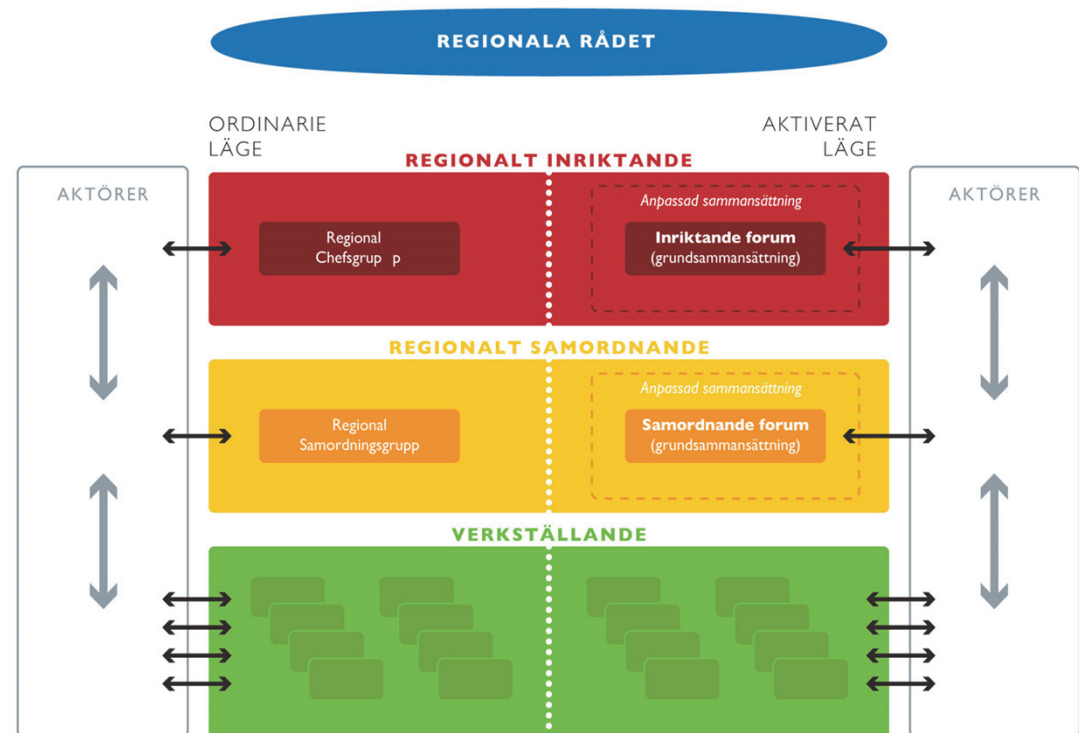 REGIONALA RÅDET
ORDINARIE
LÄGE
AKTIVERAT
LÄGE
REGIONALT INRIKTANDE
AKTÖRER
AKTÖRER
Anpassad sammansättning
Regional
Chefsgrup p
Inriktande forum
(grundsammansättning)
REGIONALT SAMORDNANDE
Anpassad sammansättning
Regional
Samordningsgrupp
Samordnande forum
(grundsammansättning)
VERKSTÄLLANDE